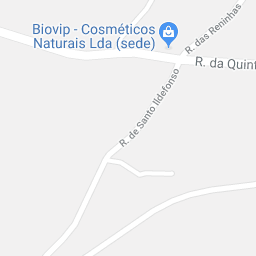 Biovip - Cosméticos
Naturais Lda (sede)
R. das Reninhas
R. da Quint
R. de Santo Ildefonso